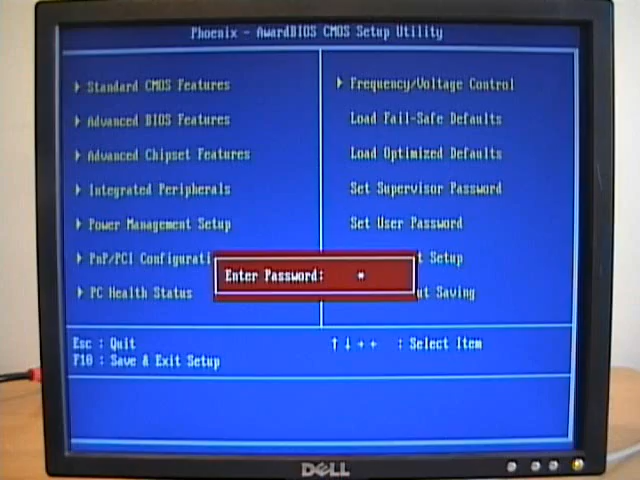 Phoenix - AwardBIOS CMOS Setup Utility
Standard CMOS Features
Advanced BIOS Features
Advanced Chipset Features
Integrated Peripherals
Power Management Setup
PnP/PCI Configurati
PC Health Status
Frequency/Voltage Control
Load Fail-Safe Defaults
Load Optimized Defaults
Set Supervisor Password
Set User Password
t Setup
ut Saving
Enter Password: *
Esc : Quit
F10 : Save & Exit Setup
↑ ↓ → ← : Select Item
DELL